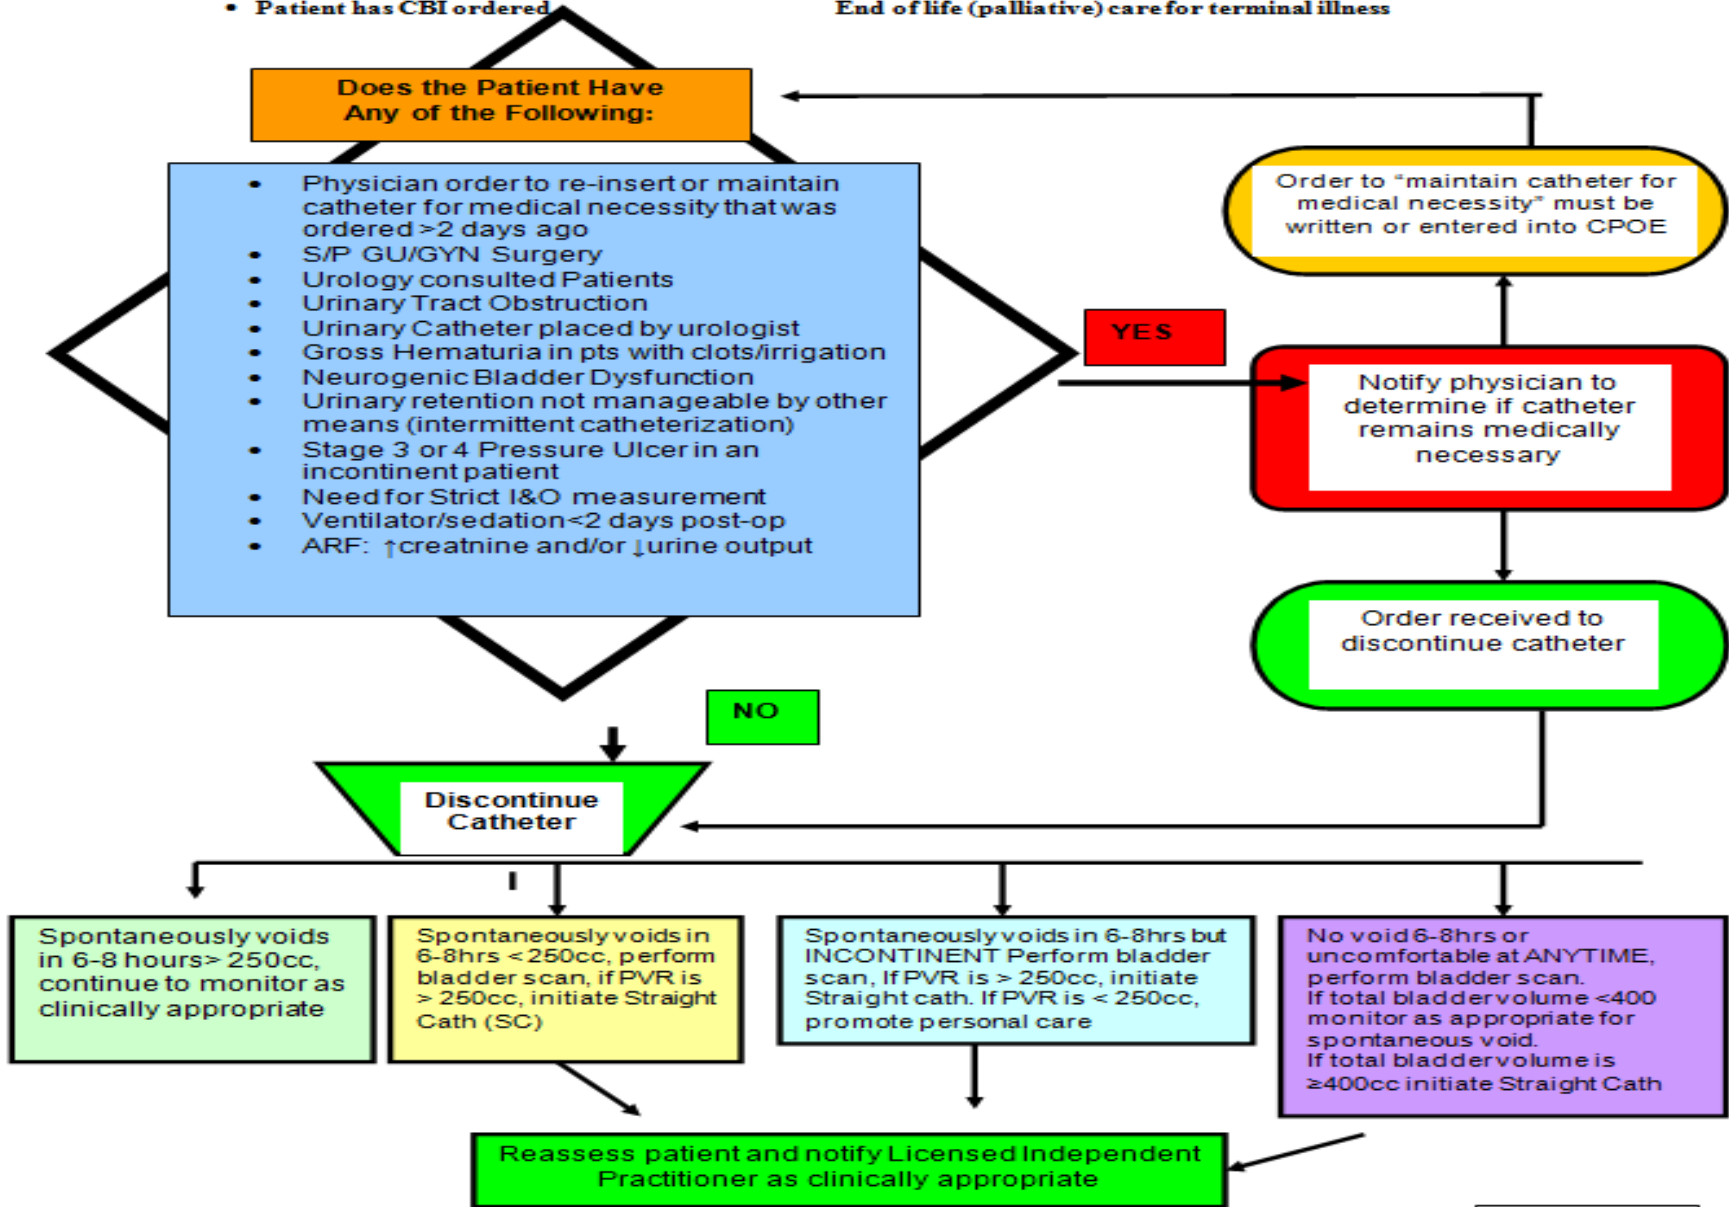 • Patient has CBI ordered
End of life (palliative) care for terminal illness
Does the Patient Have
Any of the Following:
• Physician order to re-insert or maintain
catheter for medical necessity that was
ordered >2 days ago
• S/P GU/GYN Surgery
• Urology consulted Patients
• Urinary Tract Obstruction
• Urinary Catheter placed by urologist
• Gross Hematuria in pts with clots/irrigation
• Neurogenic Bladder Dysfunction
• Urinary retention not manageable by other
means (intermittent catheterization)
• Stage 3 or 4 Pressure Ulcer in an
incontinent patient
• Need for Strict I&O measurement
• Ventilator/sedation<2 days post-op
• ARF: ↑creatnine and/or ↓urine output
YES
Order to “maintain catheter for
medical necessity” must be
written or entered into CPOE
Notify physician to
determine if catheter
remains medically
necessary
Order received to
discontinue catheter
NO
Discontinue
Catheter
Spontaneously voids
in 6-8 hours> 250cc,
continue to monitor as
clinically appropriate
Spontaneously voids in
6-8hrs <250cc, perform
bladder scan, if PVR is
> 250cc, initiate Straight
Cath (SC)
Spontaneously voids in 6-8hrs but
INCONTINENT Perform bladder
scan, If PVR is > 250cc, initiate
Straight cath. If PVR is < 250cc,
promote personal care
No void 6-8hrs or
uncomfortable at ANYTIME,
perform bladder scan.
If total bladder volume <400
monitor as appropriate for
spontaneous void.
If total bladder volume is
≥400cc initiate Straight Cath
Reassess patient and notify Licensed Independent
Practitioner as clinically appropriate